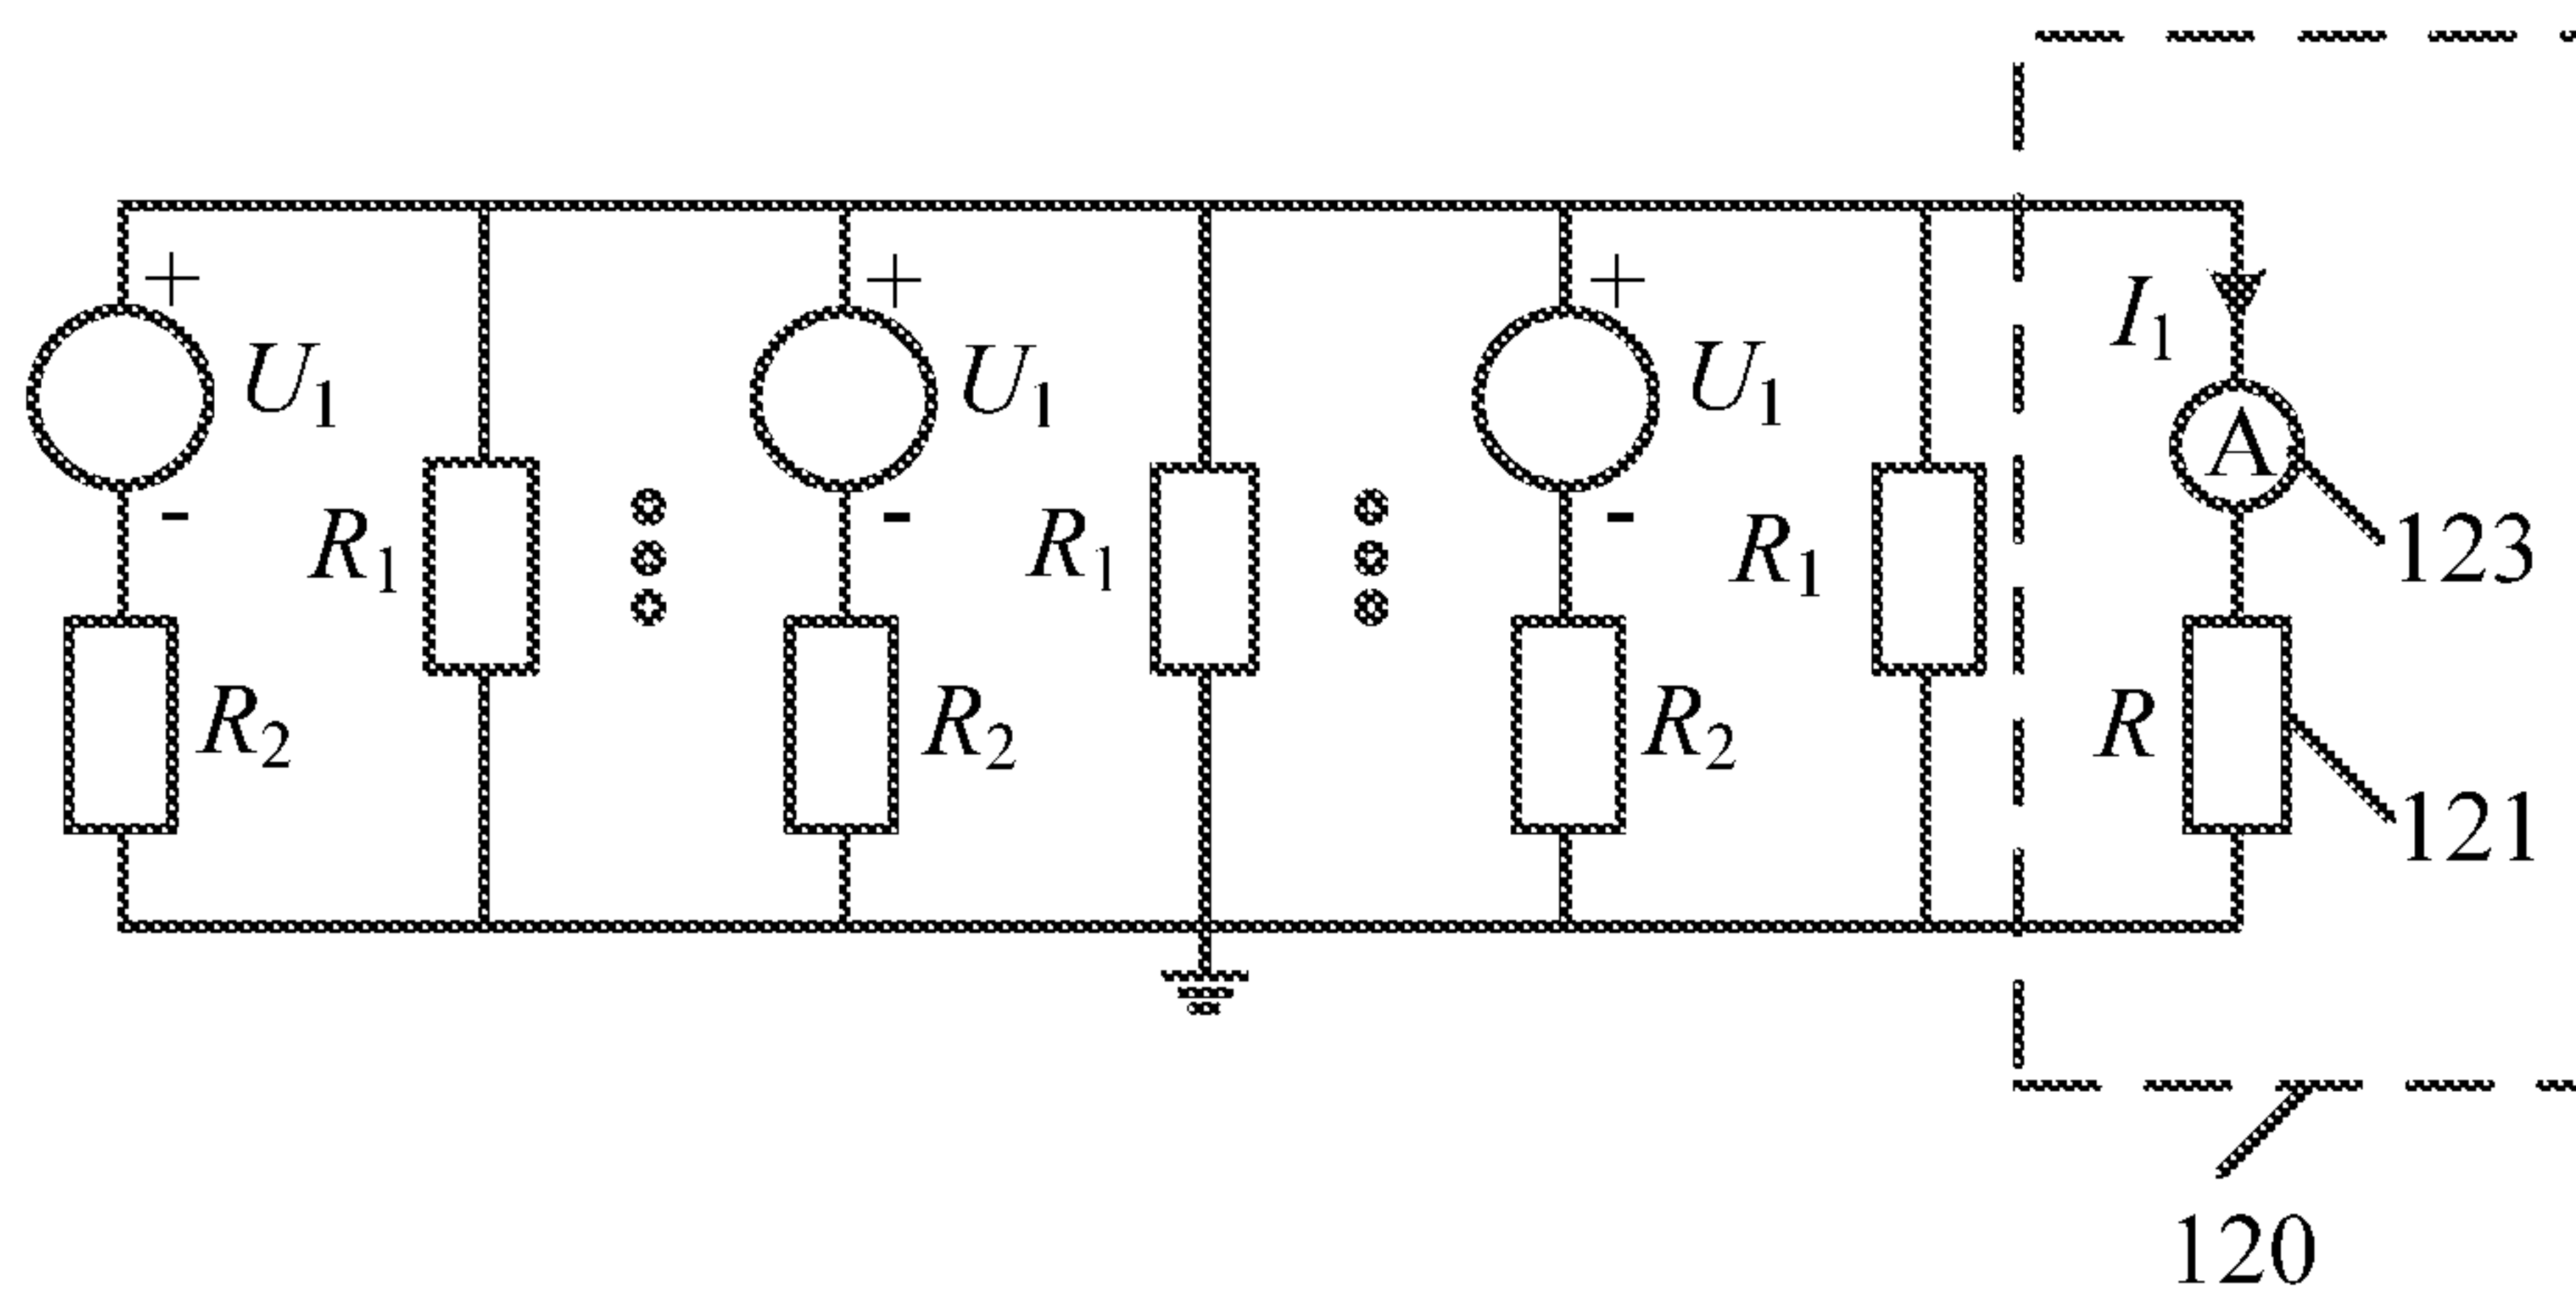 + + +
I1
U1 U1 U1
A
- - -
R1 R1 R1 123
R2 R2 R2 R
121
120